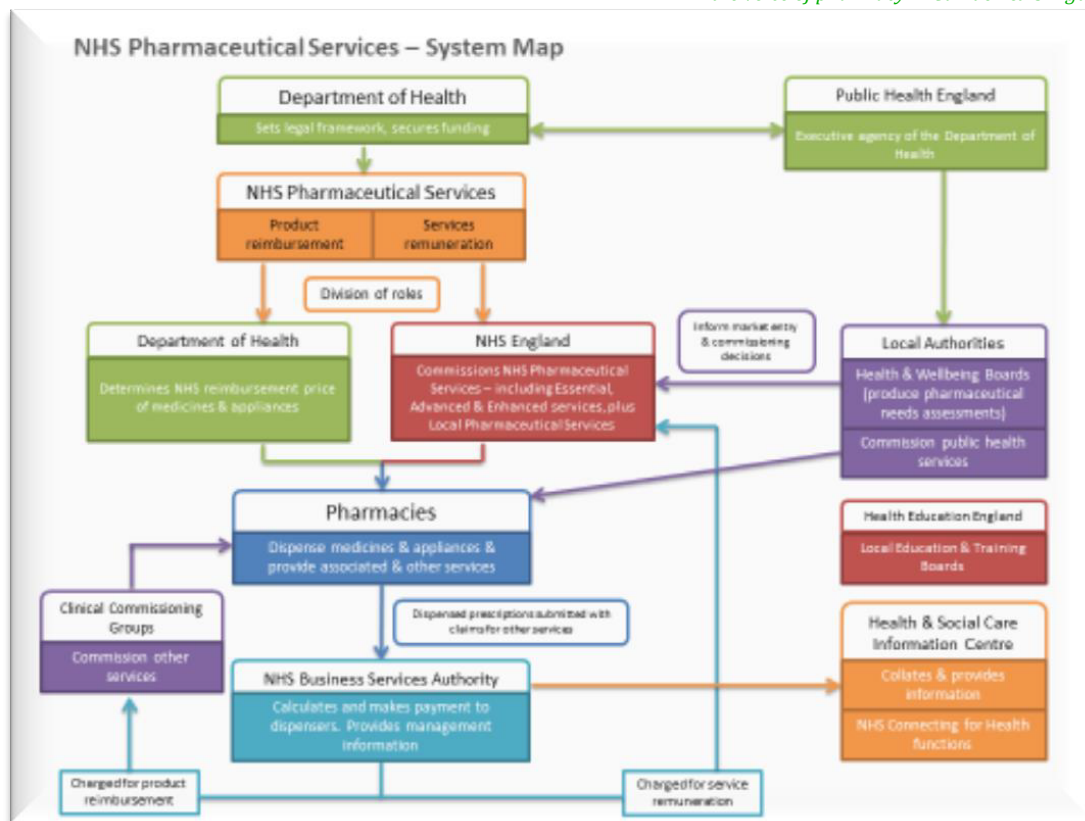 NHS Pharmaceutical Services – System Map
Department of Health
Sets legal framework, secures funding
Public Health England
Executive agency of the Department of
Health
NHS Pharmaceutical Services
Product
reimbursement
Services
remuneration
Division of roles
Department of Health
Determines NHS reimbursement price
of medicines & appliances
NHS England
Commissions NHS Pharmaceutical
Services – including Essential,
Advanced & Enhanced services, plus
Local Pharmaceutical Services
Inform market entry
& commissioning
decisions
Local Authorities
Health & Wellbeing Boards
(produce pharmaceutical
needs assessments)
Commission public health
services
Pharmacies
Dispense medicines & appliances &
provide associated & other services
Health Education England
Local Education & Training
Boards
Clinical Commissioning
Groups
Commission other
services
Dispensed prescriptions submitted with
claims for other services
Health & Social Care
Information Centre
Collates & provides
information
NHS Connecting for Health
functions
NHS Business Services Authority
Calculates and makes payment to
dispensers. Provides management
information
Charged for product
reimbursement
Charged for service
remuneration